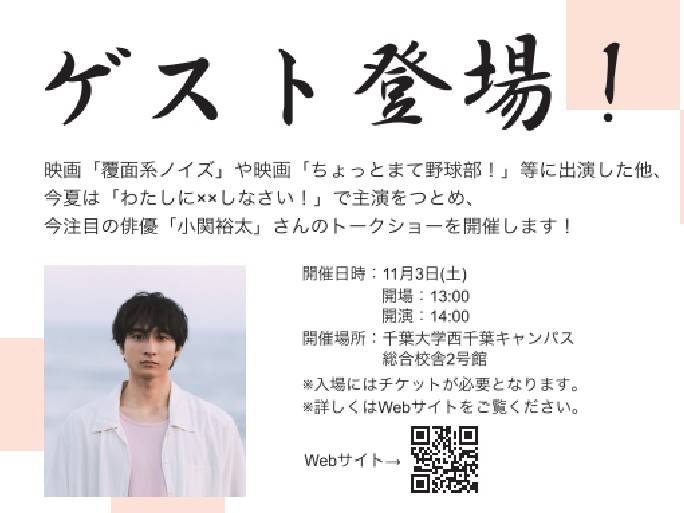 ゲスト登場！
映画「覆面系ノイズ」や映画「ちょっとまて野球部！」等に出演した他、
今夏は「わたしに××しなさい！」で主演をつとめ、
今注目の俳優「小関裕太」さんのトークショーを開催します！
開催日時：11月3日(土)
開場：13:00
開演：14:00
開催場所：千葉大学西千葉キャンパス
総合校舎2号館
※入場にはチケットが必要となります。
※詳しくはWebサイトをご覧ください。
Webサイト→